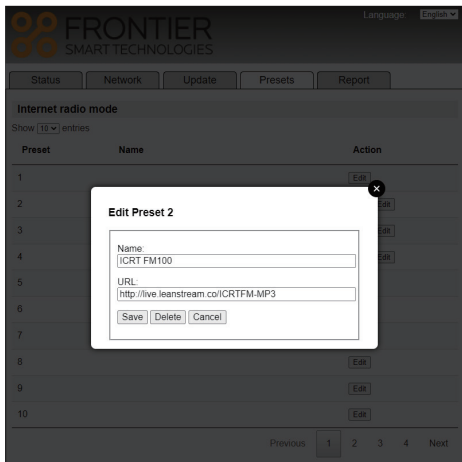 Language: English
FRONTIER
SMART TECHNOLOGIES
Status Network Update Presets Report
Internet radio mode
Show 10 entries
Preset Name Action
1 Edit
2 Edit
3 Edit
4 Edit
5
6
7
8 Edit
9 Edit
10 Edit
Edit Preset 2
Name:
ICRT FM100
URL:
http://live.leanstream.co/ICRTFM-MP3
Save Delete Cancel
Previous 1 2 3 4 Next